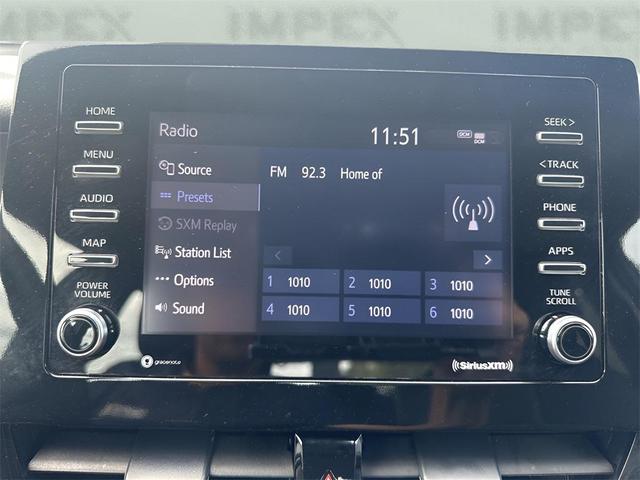 IMPEX IMPEX IMPEX
HOME
MENU
AUDIO
MAP
POWER
VOLUME
Radio
11:51
DCM
Source
Presets
SXM Replay
Station List
Options
Sound
FM 92.3 Home of
< >
1 1010 2 1010 3 1010
4 1010 5 1010 6 1010
SEEK >
< TRACK
PHONE
APPS
TUNE
SCROLL
gracenote
((SiriusXM))